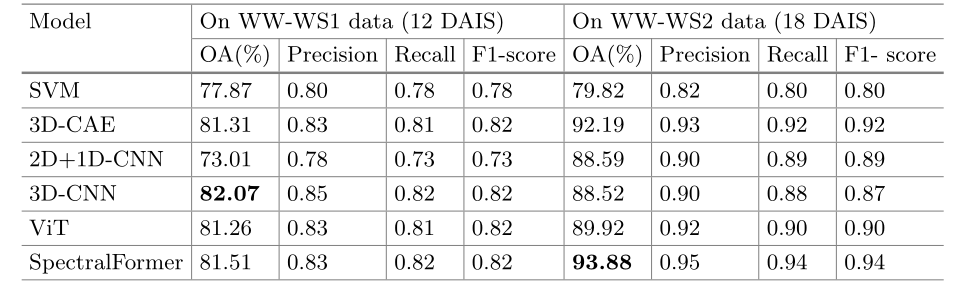 Model On WW-WS1 data (12 DAIS) On WW-WS2 data (18 DAIS)
OA(%) Precision Recall F1-score OA(%) Precision Recall F1- score
SVM 77.87 0.80 0.78 0.78 79.82 0.82 0.80 0.80
3D-CAE 81.31 0.83 0.81 0.82 92.19 0.93 0.92 0.92
2D+1D-CNN 73.01 0.78 0.73 0.73 88.59 0.90 0.89 0.89
3D-CNN 82.07 0.85 0.82 0.82 88.52 0.90 0.88 0.87
ViT 81.26 0.83 0.81 0.82 89.92 0.92 0.90 0.90
SpectralFormer 81.51 0.83 0.82 0.82 93.88 0.95 0.94 0.94